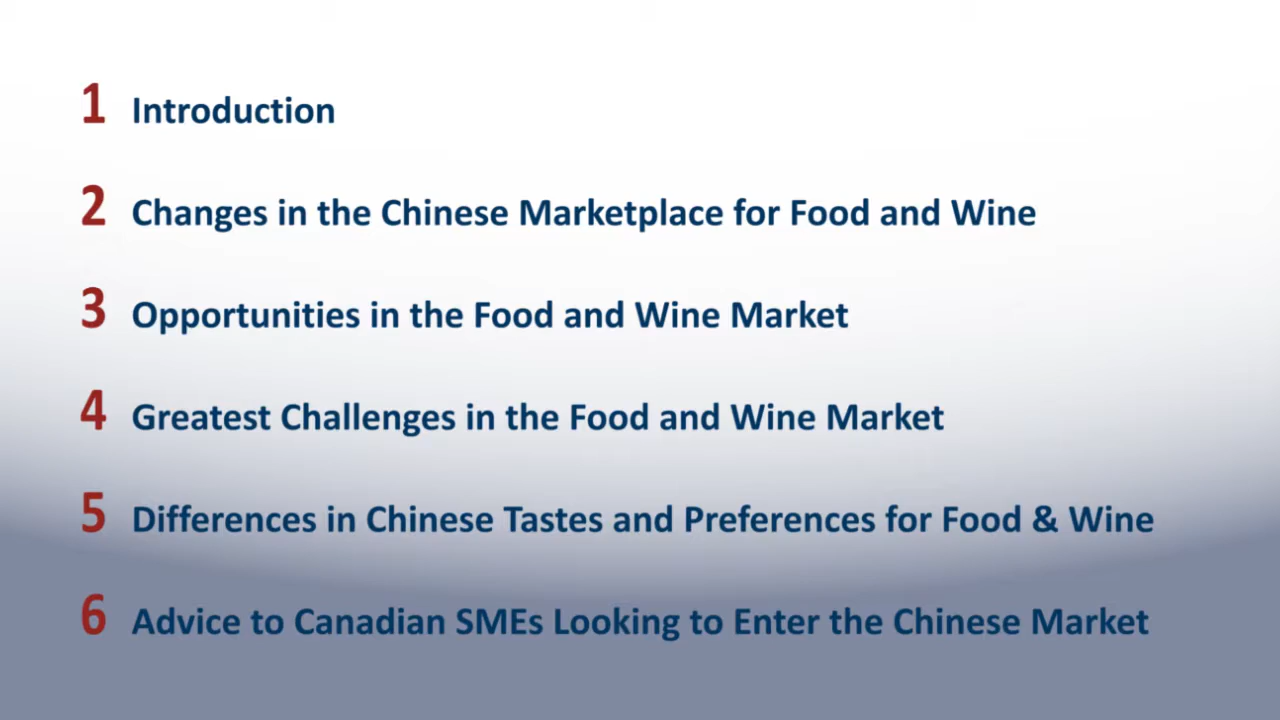 1 Introduction
2 Changes in the Chinese Marketplace for Food and Wine
3 Opportunities in the Food and Wine Market
4 Greatest Challenges in the Food and Wine Market
5 Differences in Chinese Tastes and Preferences for Food & Wine
6 Advice to Canadian SMEs Looking to Enter the Chinese Market